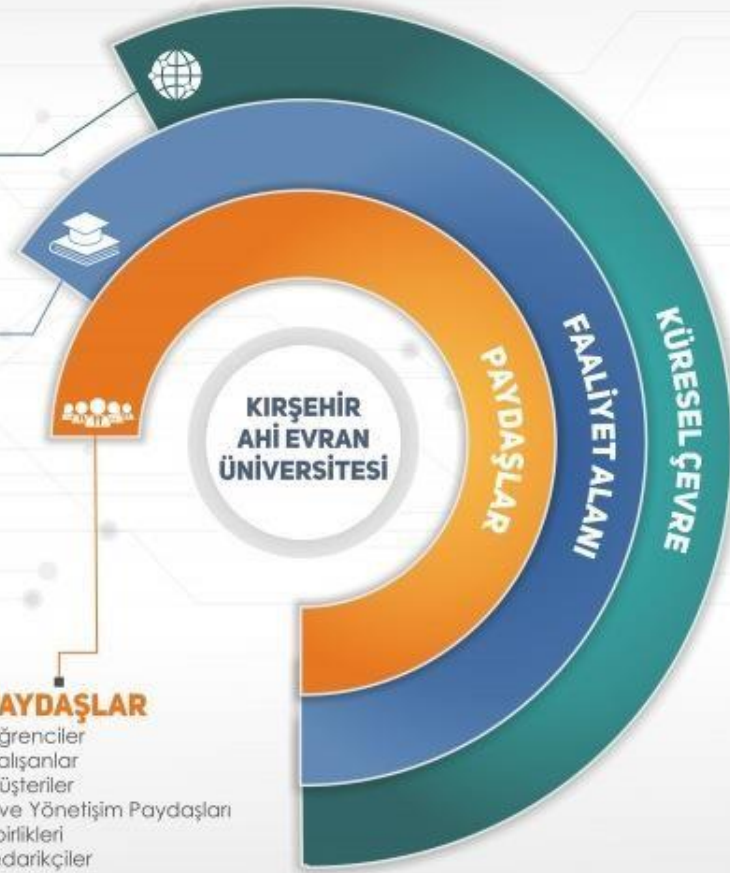 KIRŞEHİR
AHİ EVRAN
ÜNİVERSİTESİ
PAYDAŞLAR
FAALİYET ALANI
KÜRESEL ÇEVRE
AYDAŞLAR
ğrenciler
alışanlar
üşteriler
ve Yönetişim Paydaşları
birlikleri
edarikçiler